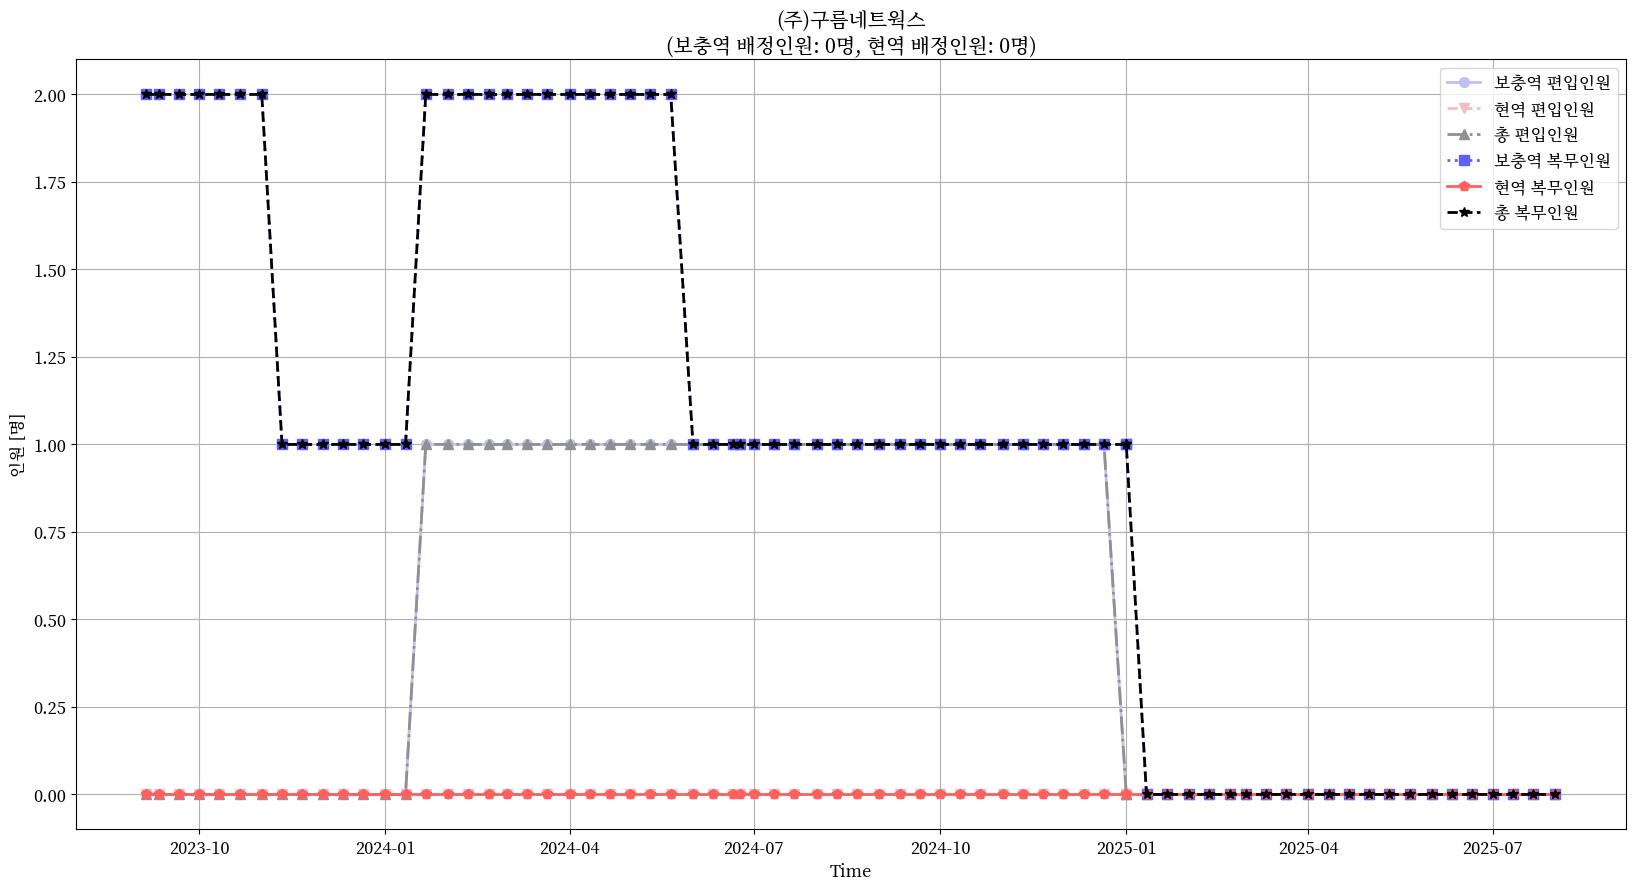 (주)구름네트웍스
(보충역 배정인원: 0명, 현역 배정인원: 0명)
보충역 편입인원
현역 편입인원
총 편입인원
보충역 복무인원
현역 복무인원
총 복무인원
인원 [명]
2.00
1.75
1.50
1.25
1.00
0.75
0.50
0.25
0.00
2023-10
2024-01
2024-04
2024-07
2024-10
2025-01
2025-04
2025-07
Time